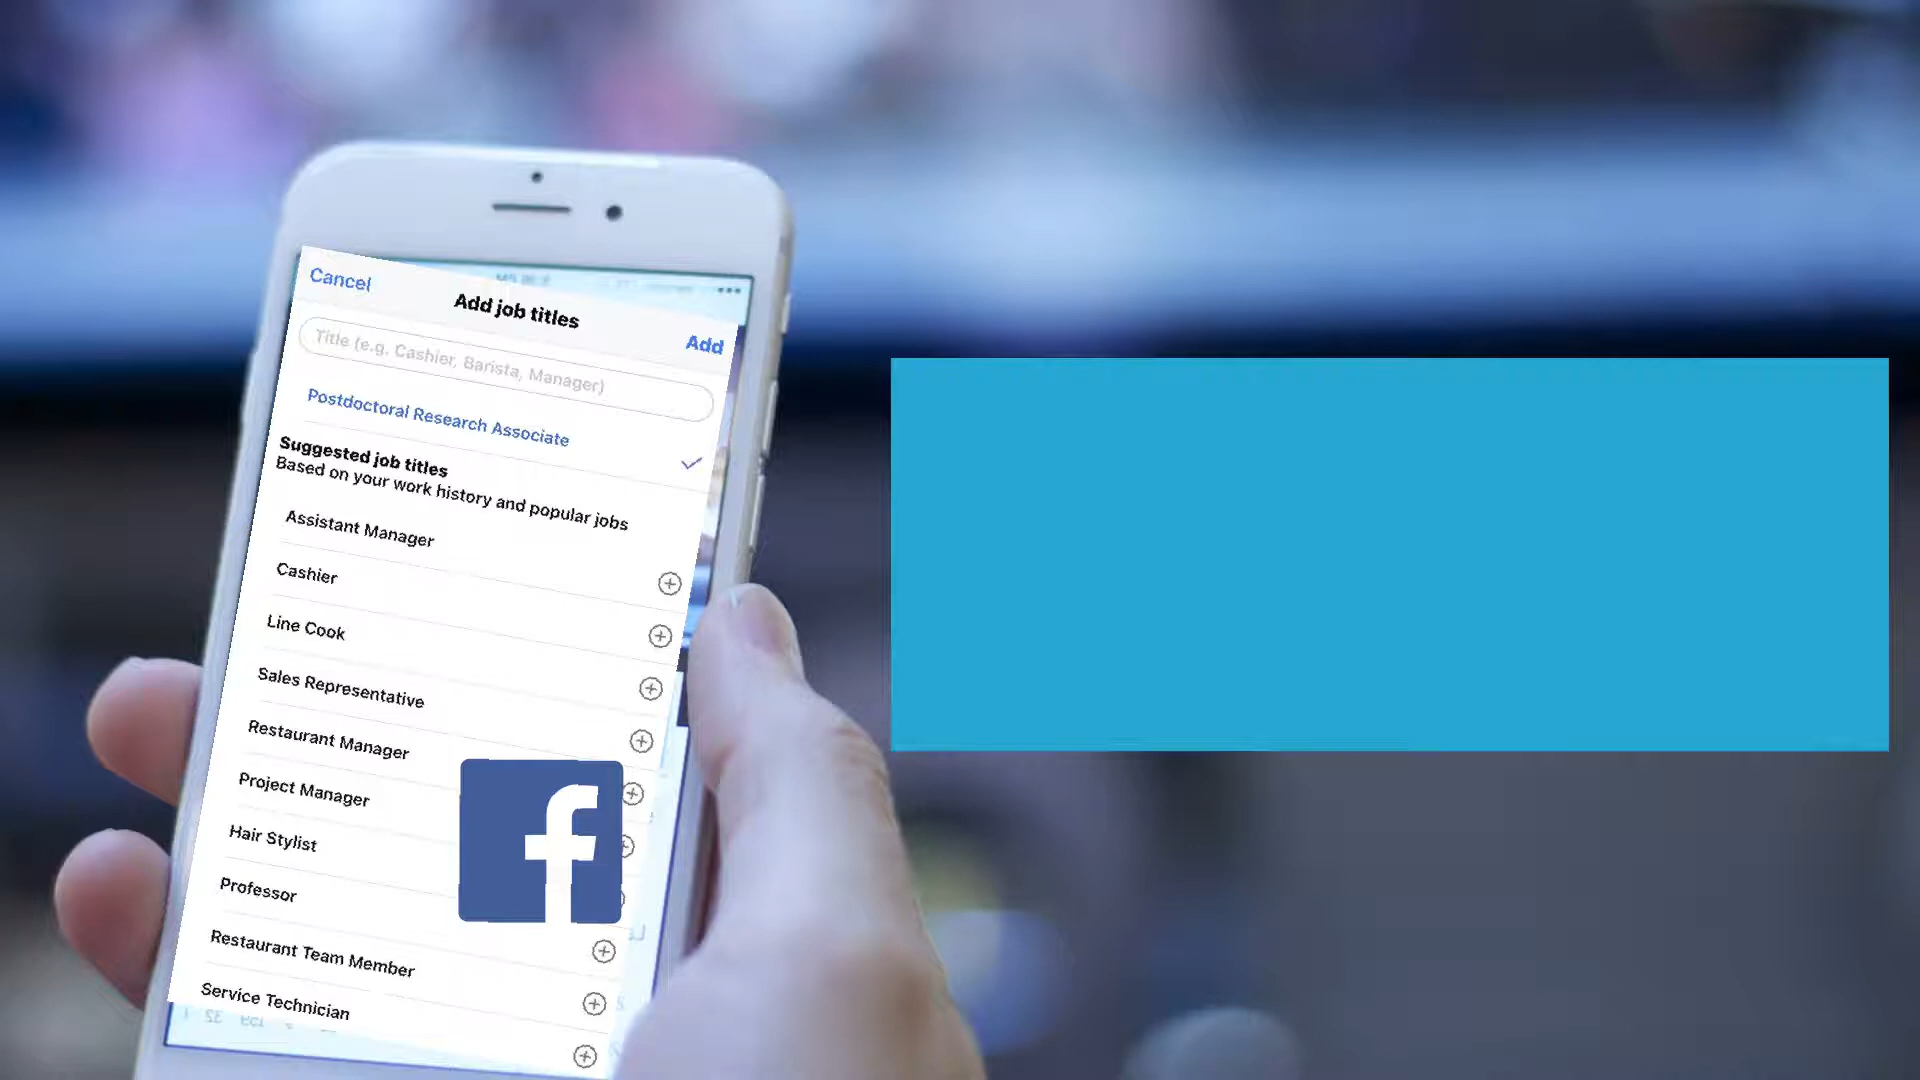 Cancel
Add job titles
Add
Title (e.g. Cashier, Barista, Manager)
Postdoctoral Research Associate
Suggested job titles
Based on your work history and popular jobs
Assistant Manager
Cashier
Line Cook
Sales Representative
Restaurant Manager
Project Manager
Hair Stylist
Professor
Restaurant Team Member
Service Technician